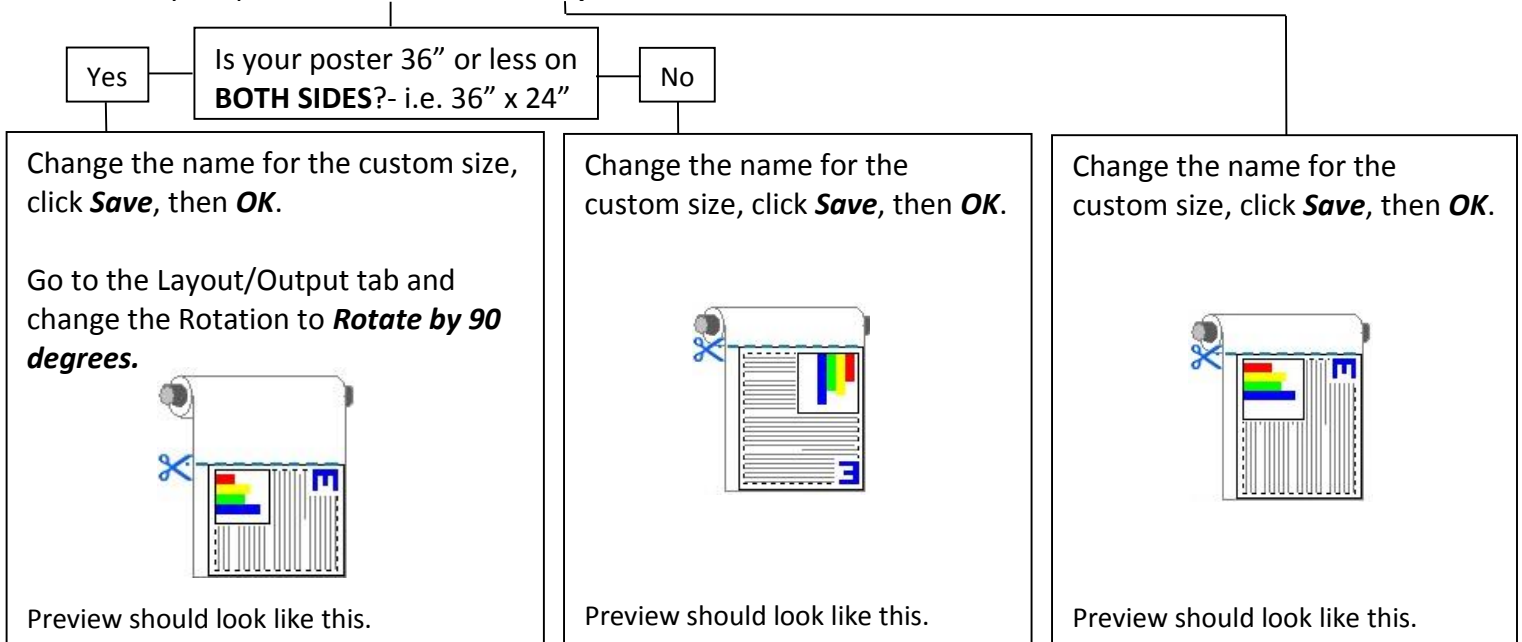 Is your poster 36” or less on
BOTH SIDES?- i.e. 36” x 24”
Yes
No
Change the name for the custom size,
click Save, then OK.
Go to the Layout/Output tab and
change the Rotation to Rotate by 90
degrees.
E
Preview should look like this.
Change the name for the
custom size, click Save, then OK.
E
Preview should look like this.
Change the name for the
custom size, click Save, then OK.
E
Preview should look like this.